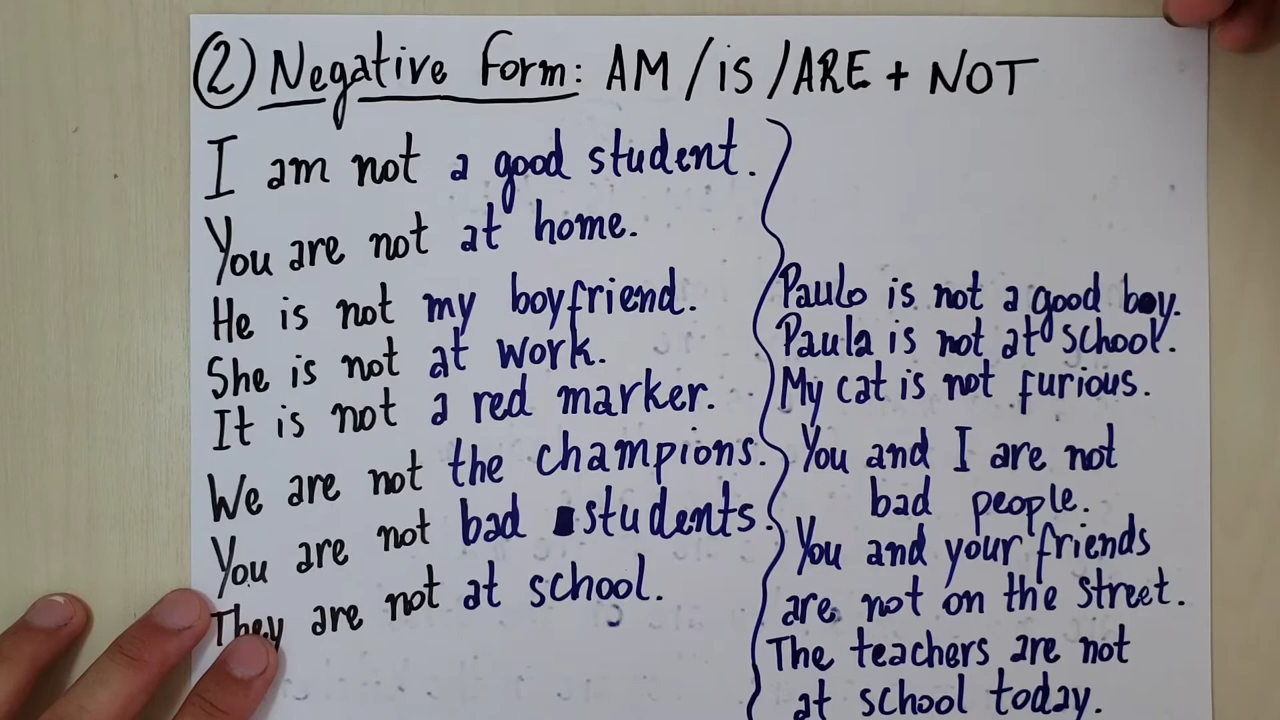 ② Negative Form: AM / is / ARE + NOT
I am not a good student.
You are not at home.
He is not my boyfriend.
She is not at work.
It is not a red marker.
We are not the champions.
You are not bad students.
They are not at school.
Paulo is not a good boy.
Paula is not at school.
My cat is not furious.
You and I are not
bad people.
You and your friends
are not on the street.
The teachers are not
at school today.